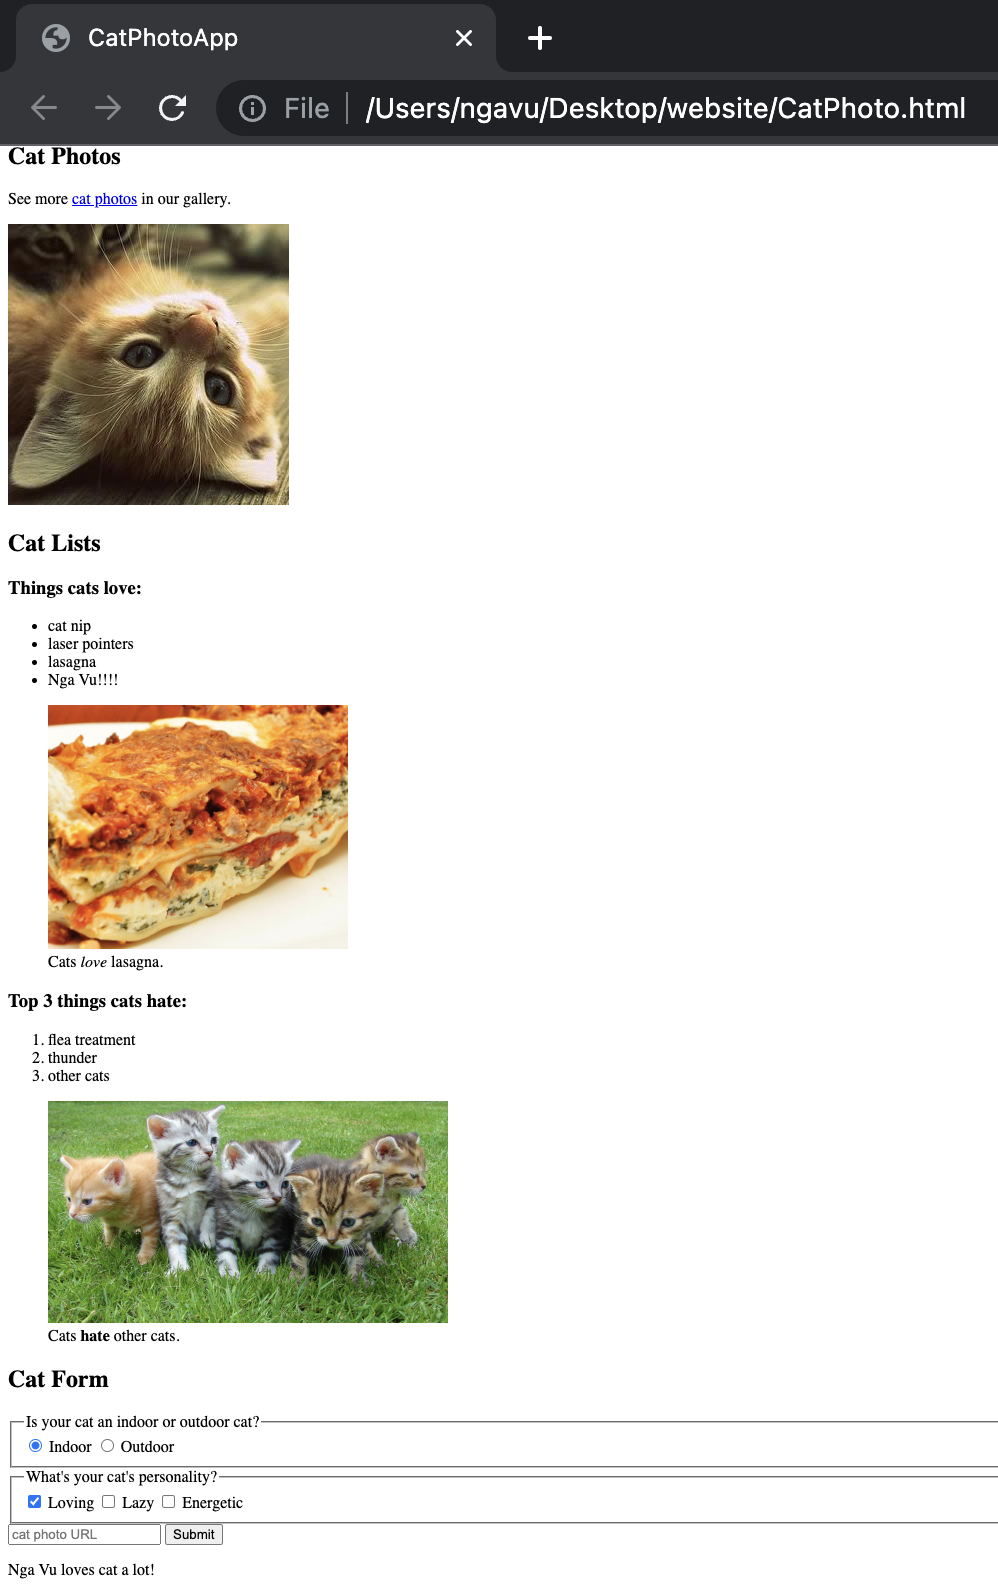 CatPhotoApp
File /Users/ngavu/Desktop/website/CatPhoto.html
Cat Photos
See more cat photos in our gallery.
Cat Lists
Things cats love:
cat nip
laser pointers
lasagna
Nga Vu!!!!
Cats love lasagna.
Top 3 things cats hate:
1. flea treatment
2. thunder
3. other cats
Cats hate other cats.
Cat Form
Is your cat an indoor or outdoor cat?
Indoor Outdoor
What's your cat's personality?
Loving Lazy Energetic
cat photo URL Submit
Nga Vu loves cat a lot!